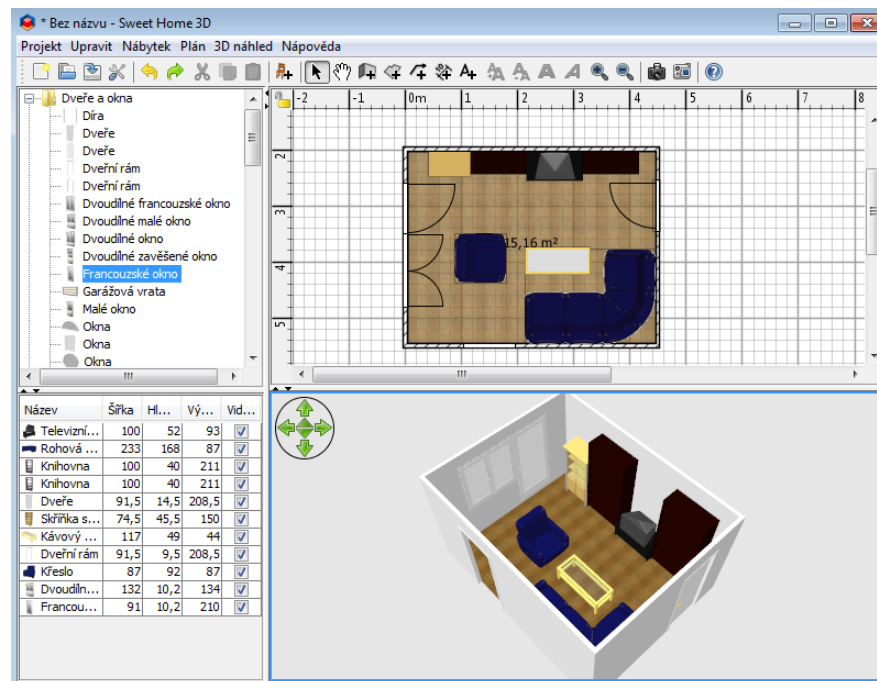 * Bez názvu - Sweet Home 3D
Projekt Upravit Nábytek Plán 3D náhled Nápověda
Dveře a okna
Díra
Dveře
Dveře
Dveřní rám
Dveřní rám
Dvoudílné francouzské okno
Dvoudílné malé okno
Dvoudílné okno
Dvoudílné zavěšené okno
Francouzské okno
Garážová vrata
Malé okno
Okna
Okna
Okna
-2 -1 0m 1 2 3 4 5 6 7 8
2
3
4
5
15,16 m²
Název Šířka Hl... Vý... Vid...
Televizní... 100 52 93
Rohová ... 233 168 87
Knihovna 100 40 211
Knihovna 100 40 211
Dveře 91,5 14,5 208,5
Skříňka s... 74,5 45,5 150
Kávový ... 117 49 44
Dveřní rám 91,5 9,5 208,5
Křeslo 87 92 87
Dvoudíln... 132 10,2 134
Francou... 91 10,2 210